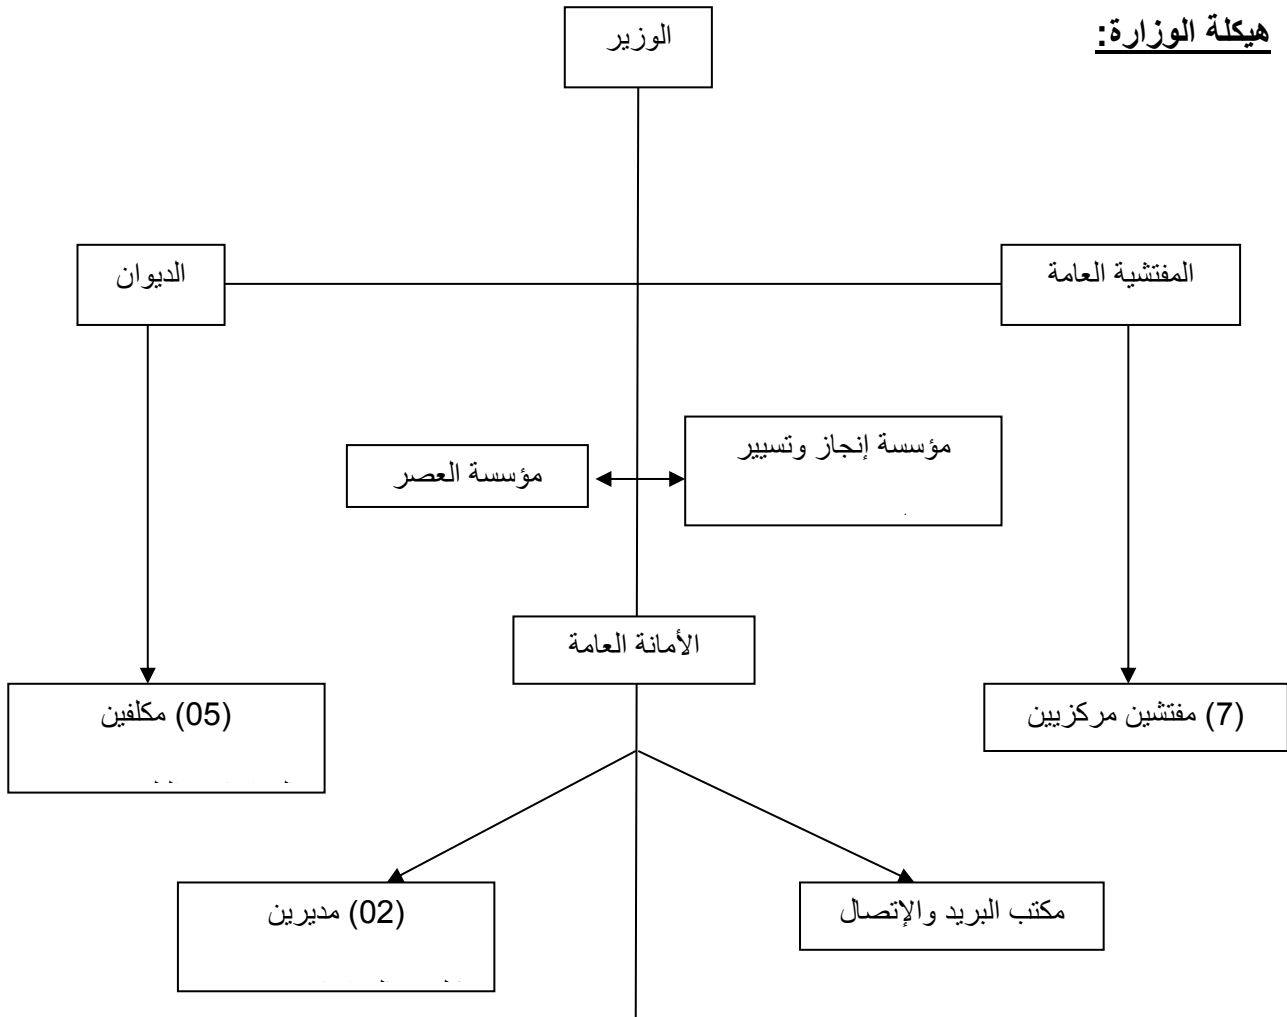 هيكلة الوزارة:
الوزير
المفتشية العامة
الديوان
مؤسسة إنجاز وتسيير
مؤسسة العصر
الأمانة العامة
(7) مفتشين مركزيين
(05) مكلفين
مكتب البريد والإتصال
(02) مديرين